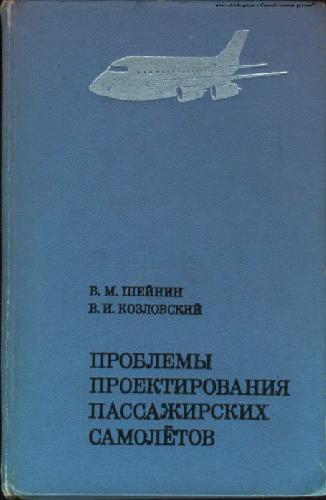 В. М. ШЕЙНИН
В. И. КОЗЛОВСКИЙ
ПРОБЛЕМЫ
ПРОЕКТИРОВАНИЯ
ПАССАЖИРСКИХ
САМОЛЁТОВ